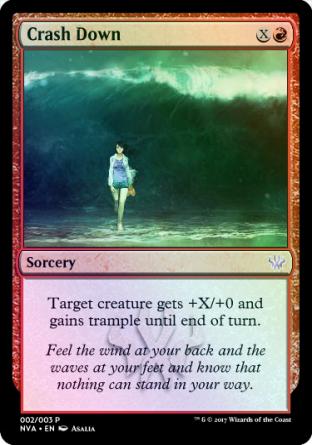 Crash Down X R
Sorcery
Target creature gets +X/+0 and
gains trample until end of turn.
Feel the wind at your back and the
waves at your feet and know that
nothing can stand in your way.
002/003 P
NVA • EN Asalia
™ & © 2017 Wizards of the Coast